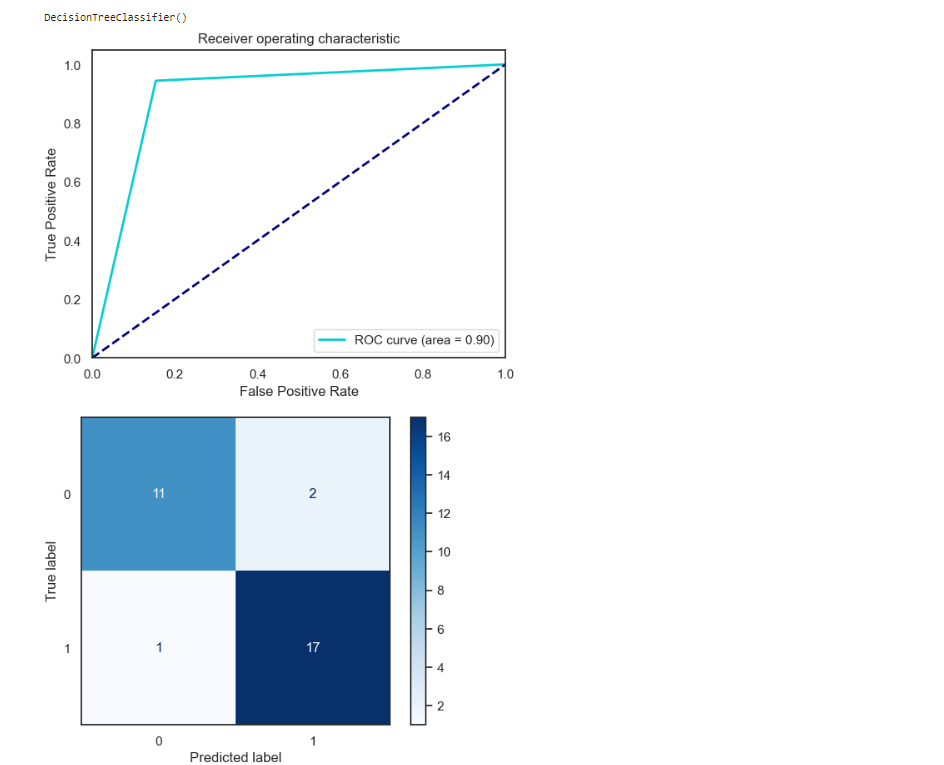 DecisionTreeClassifier()
Receiver operating characteristic
1.0
0.8
0.6
0.4
0.2
0.0
True Positive Rate
ROC curve (area = 0.90)
0.0 0.2 0.4 0.6 0.8 1.0
False Positive Rate
True label
0
1
11 2
1 17
0 1
Predicted label
16
14
12
10
8
6
4
2